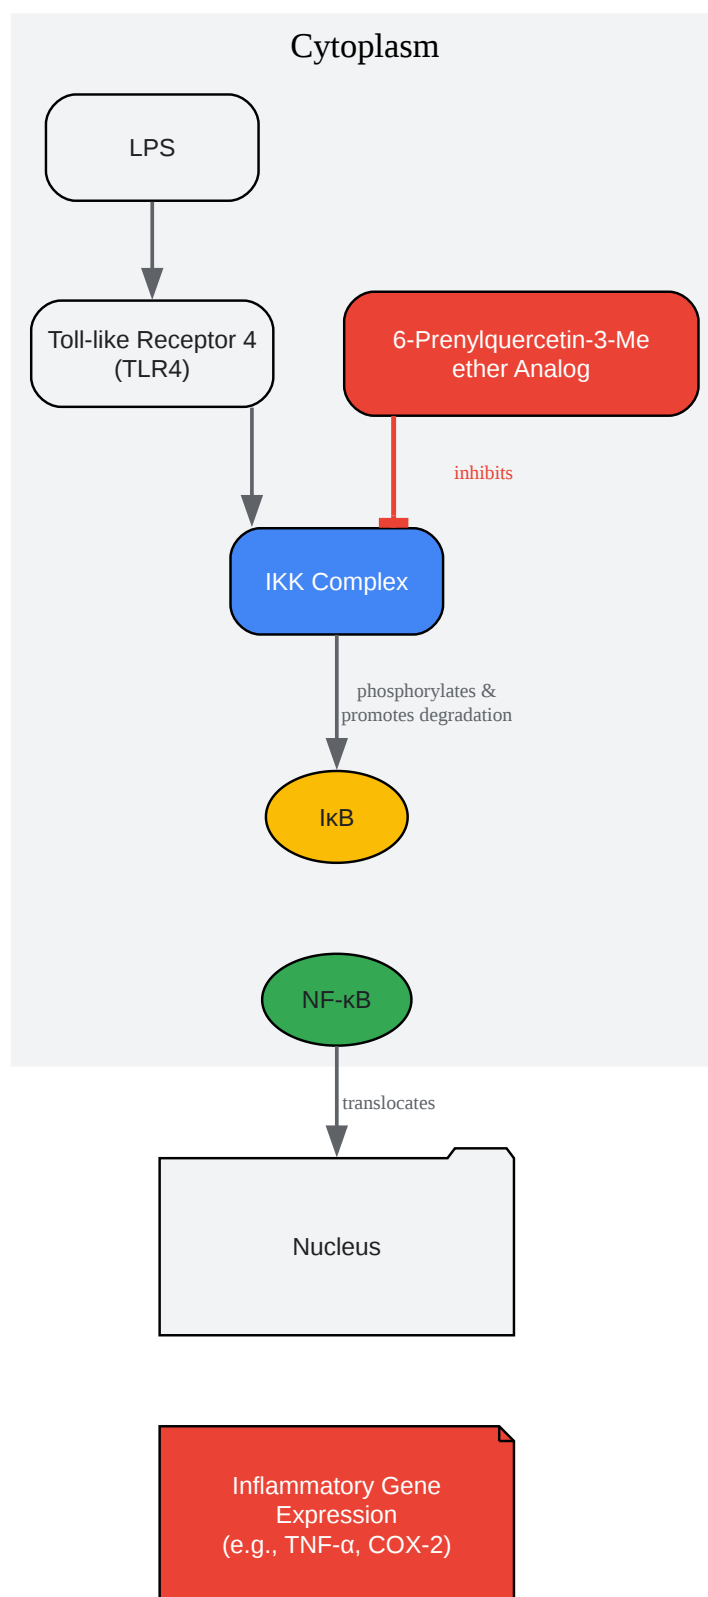 Cytoplasm
LPS
Toll-like Receptor 4
(TLR4)
6-Prenylquercetin-3-Me
ether Analog
inhibits
IKK Complex
phosphorylates &
promotes degradation
IκB
NF-κB
translocates
Nucleus
Inflammatory Gene
Expression
(e.g., TNF-α, COX-2)